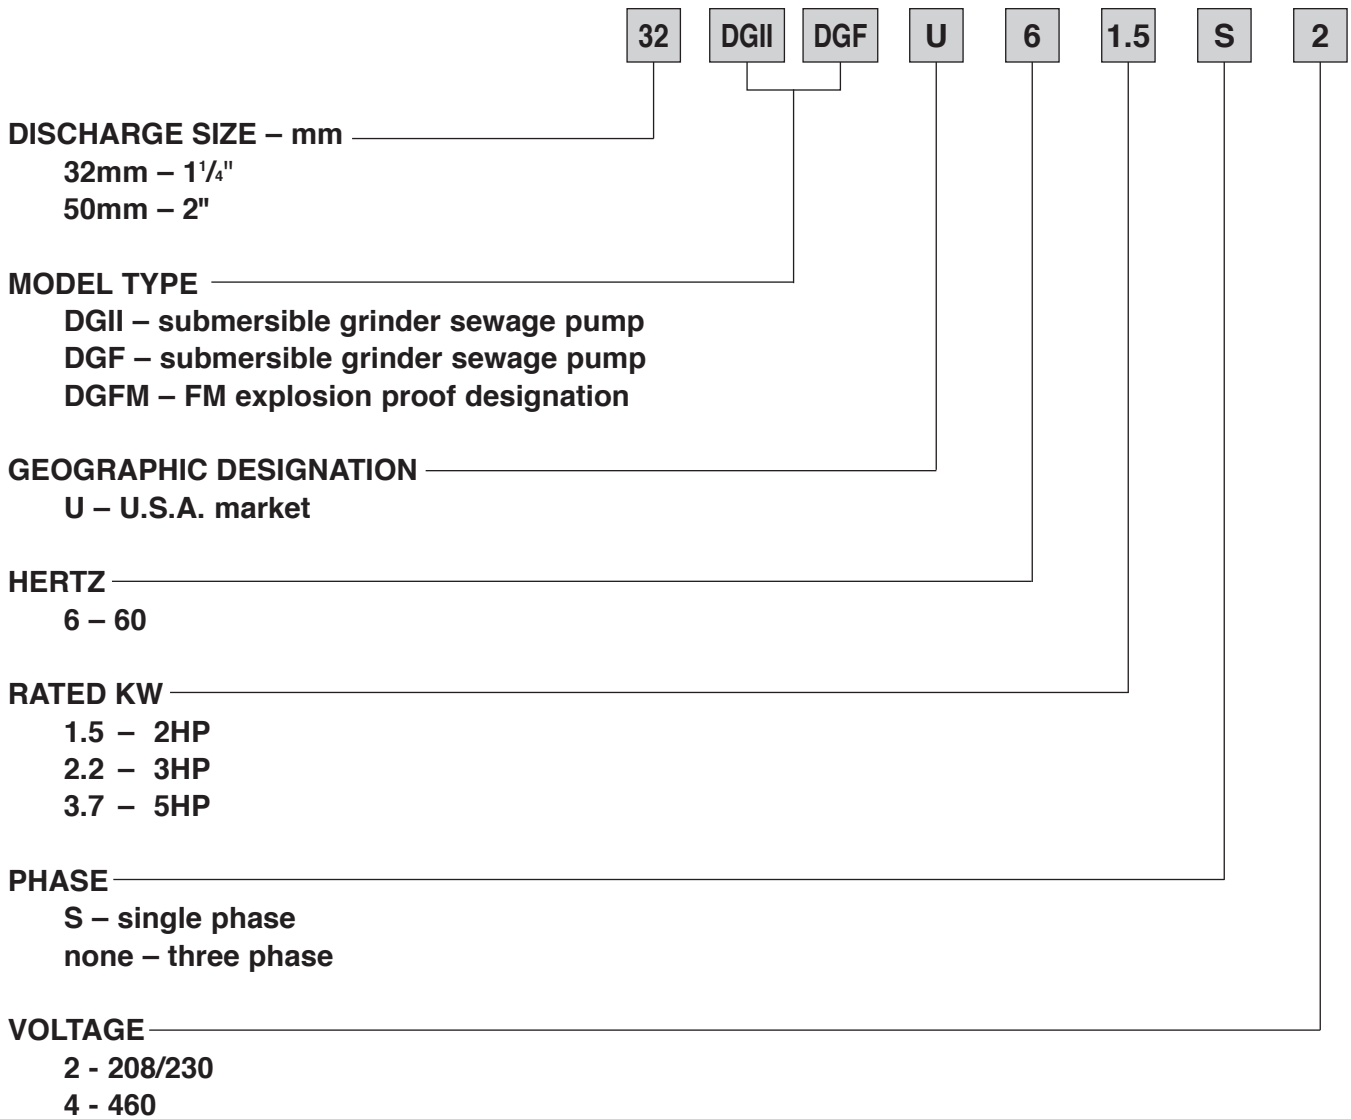 32 DGII DGF U 6 1.5 S 2
DISCHARGE SIZE – mm
32mm – 1 1/4"
50mm – 2"
MODEL TYPE
DGII – submersible grinder sewage pump
DGF – submersible grinder sewage pump
DGFM – FM explosion proof designation
GEOGRAPHIC DESIGNATION
U – U.S.A. market
HERTZ
6 – 60
RATED KW
1.5 – 2HP
2.2 – 3HP
3.7 – 5HP
PHASE
S – single phase
none – three phase
VOLTAGE
2 - 208/230
4 - 460